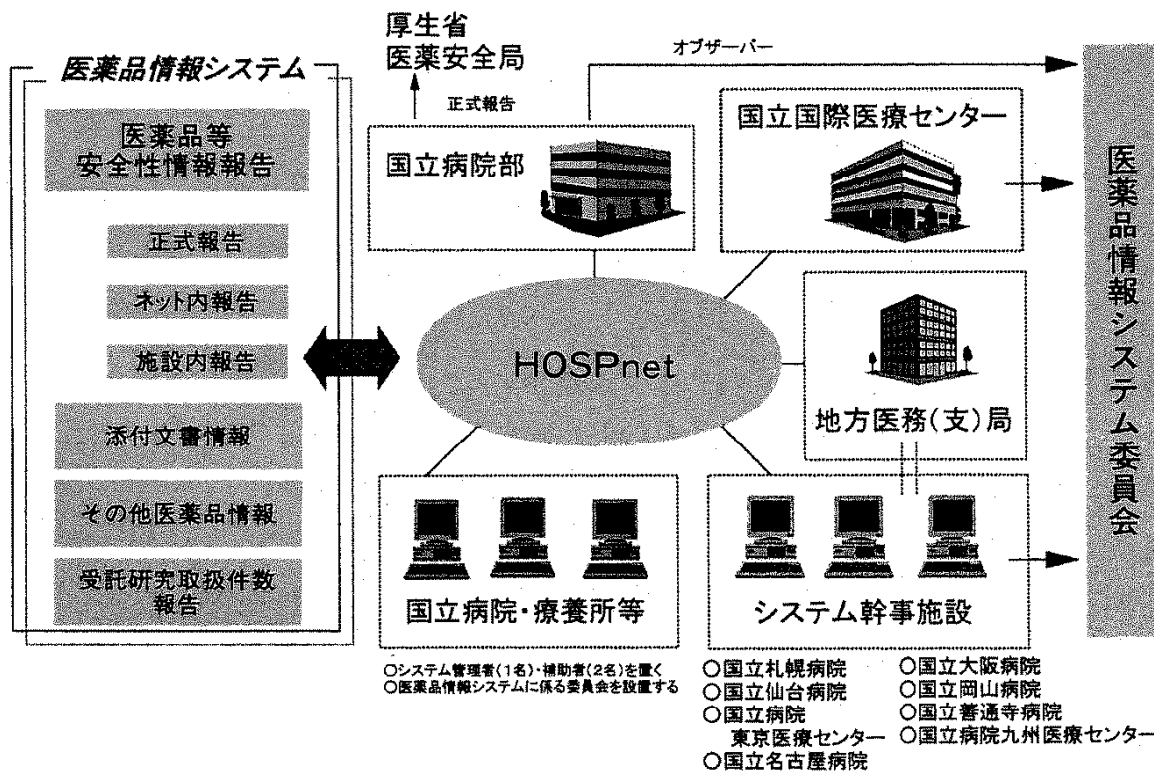 医薬品情報システム
医薬品等
安全性情報報告
正式報告
ネット内報告
施設内報告
添付文書情報
その他医薬品情報
受託研究取扱件数
報告
厚生省
医薬安全局
正式報告
オブザーバー
国立病院部
国立国際医療センター
HOSPnet
地方医務(支)局
国立病院・療養所等
○システム管理者(1名)・補助者(2名)を置く
○医薬品情報システムに係る委員会を設置する
システム幹事施設
○国立札幌病院
○国立仙台病院
○国立病院
東京医療センター
○国立名古屋病院
○国立大阪病院
○国立岡山病院
○国立善通寺病院
○国立病院九州医療センター
医薬品情報システム委員会